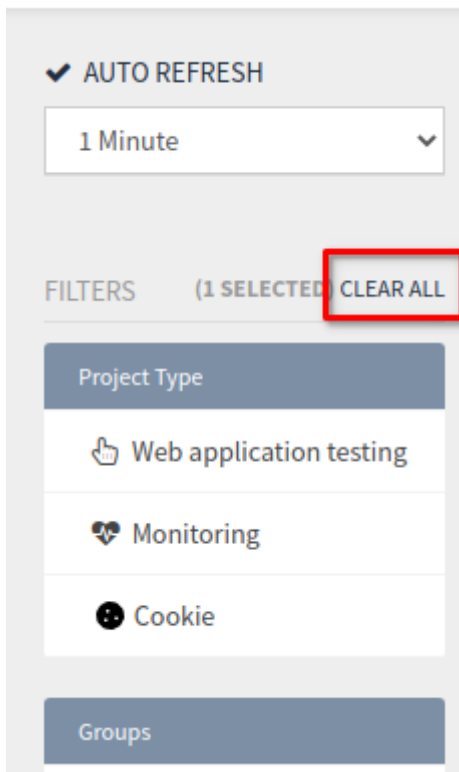 AUTO REFRESH
1 Minute
FILTERS (1 SELECTED) CLEAR ALL
Project Type
Web application testing
Monitoring
Cookie
Groups